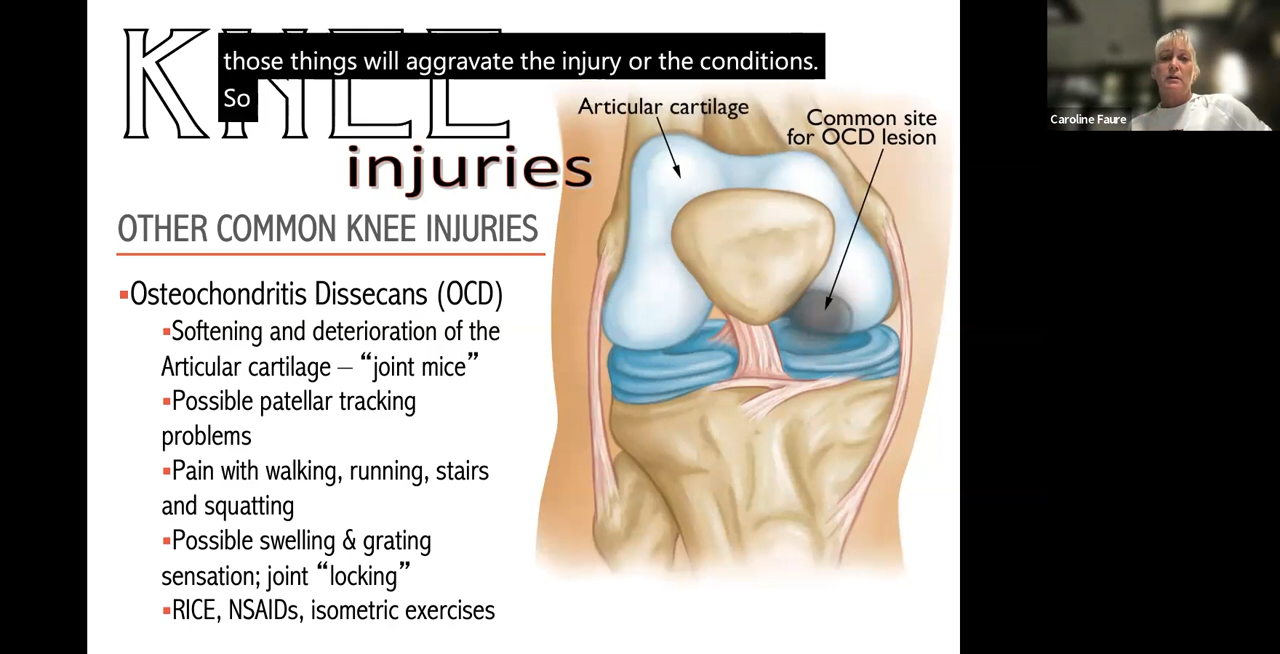 KNEE
those things will aggravate the injury or the conditions.
So
injuries
OTHER COMMON KNEE INJURIES
▪Osteochondritis Dissecans (OCD)
▪Softening and deterioration of the
Articular cartilage – “joint mice”
▪Possible patellar tracking
problems
▪Pain with walking, running, stairs
and squatting
▪Possible swelling & grating
sensation; joint “locking”
▪RICE, NSAIDs, isometric exercises
Articular cartilage
Common site
for OCD lesion
Caroline Faure